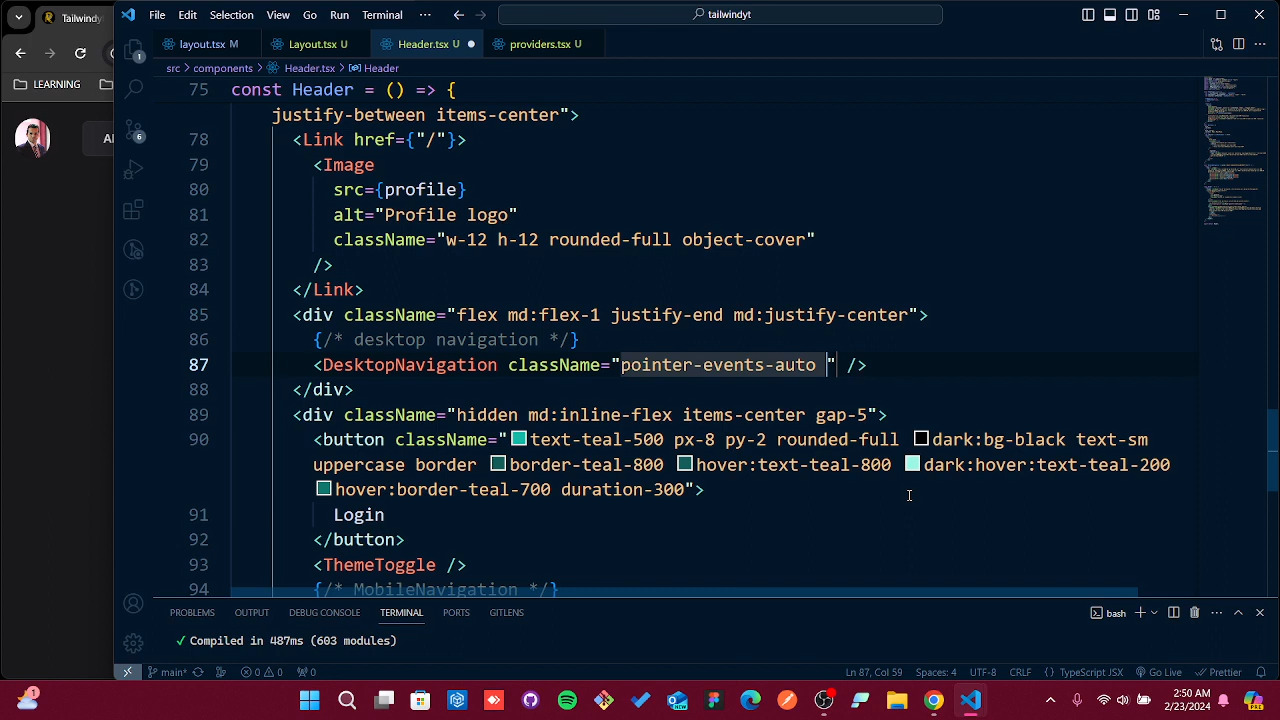 Tailwindy
LEARNING
File Edit Selection View Go Run Terminal ···
tailwindyt
layout.tsx M
Layout.tsx U
Header.tsx U
providers.tsx U
src > components > Header.tsx > Header
75 const Header = () => {
justify-between items-center">
78 <Link href={"/"}>
79 <Image
80 src={profile}
81 alt="Profile logo"
82 className="w-12 h-12 rounded-full object-cover"
83 />
84 </Link>
85 <div className="flex md:flex-1 justify-end md:justify-center">
86 {/* desktop navigation */}
87 <DesktopNavigation className="pointer-events-auto " />
88 </div>
89 <div className="hidden md:inline-flex items-center gap-5">
90 <button className="text-teal-500 px-8 py-2 rounded-full dark:bg-black text-sm
uppercase border border-teal-800 hover:text-teal-800 dark:hover:text-teal-200
hover:border-teal-700 duration-300">
91 Login
92 </button>
93 <ThemeToggle />
94 {/* MobileNavigation */}
PROBLEMS OUTPUT DEBUG CONSOLE TERMINAL PORTS GITLENS
bash
✓ Compiled in 487ms (603 modules)
main* 0 0 0
Ln 87, Col 59 Spaces: 4 UTF-8 CRLF {} TypeScript JSX Go Live Prettier
2:50 AM
2/23/2024